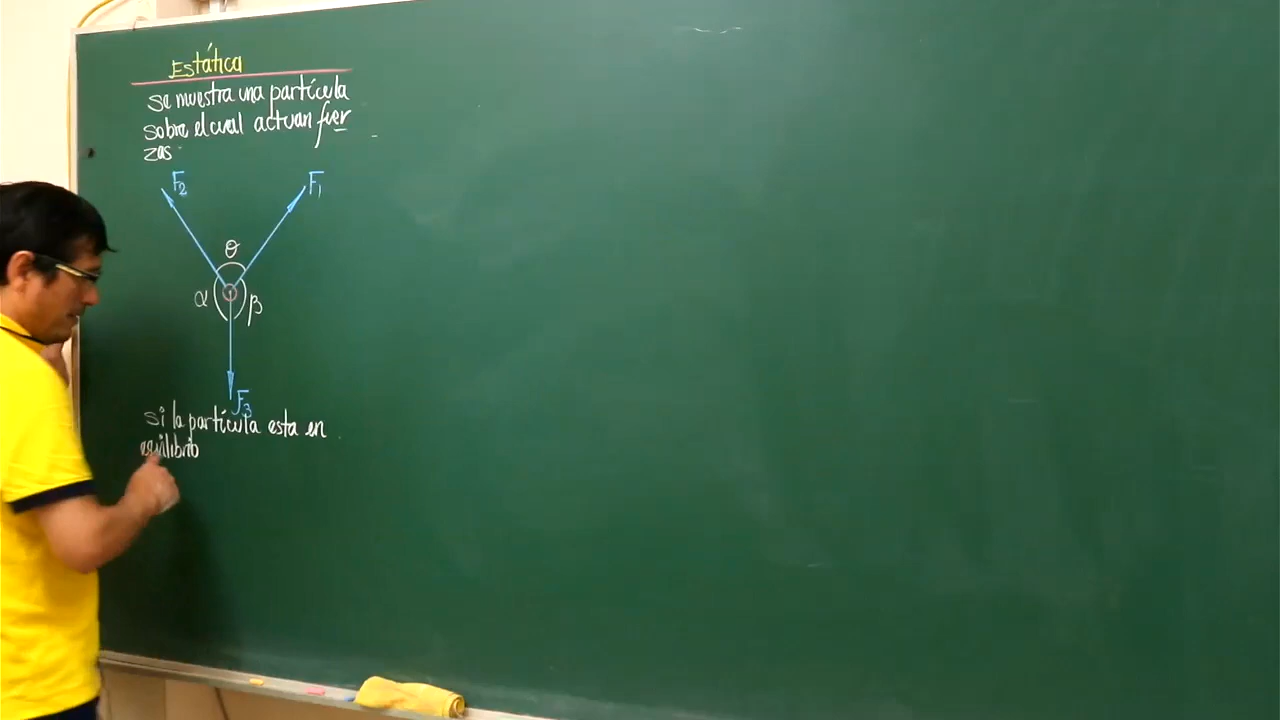 Estática
se muestra una partícula
sobre el cual actuan fuer
zas
F2
F1
θ
α
β
F3
si la partícula esta en
equilibrio